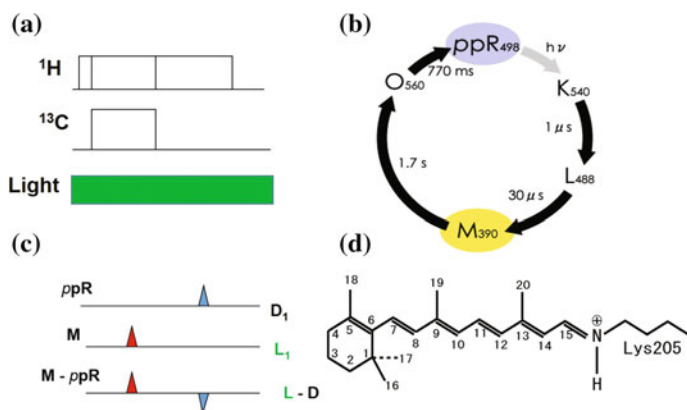 (a)
¹H
¹³C
Light
(b)
ppR₄₉₈
hν
K₅₄₀
1 μs
L₄₈₈
30 μs
M₃₉₀
1.7 s
O₅₆₀
770 ms
(c)
ppR
D₁
M
L₁
M - ppR
L - D
(d)
18
19
20
4
5
6
7
8
9
10
11
12
13
14
15
N
⊕
Lys205
3
2
1
17
16
H